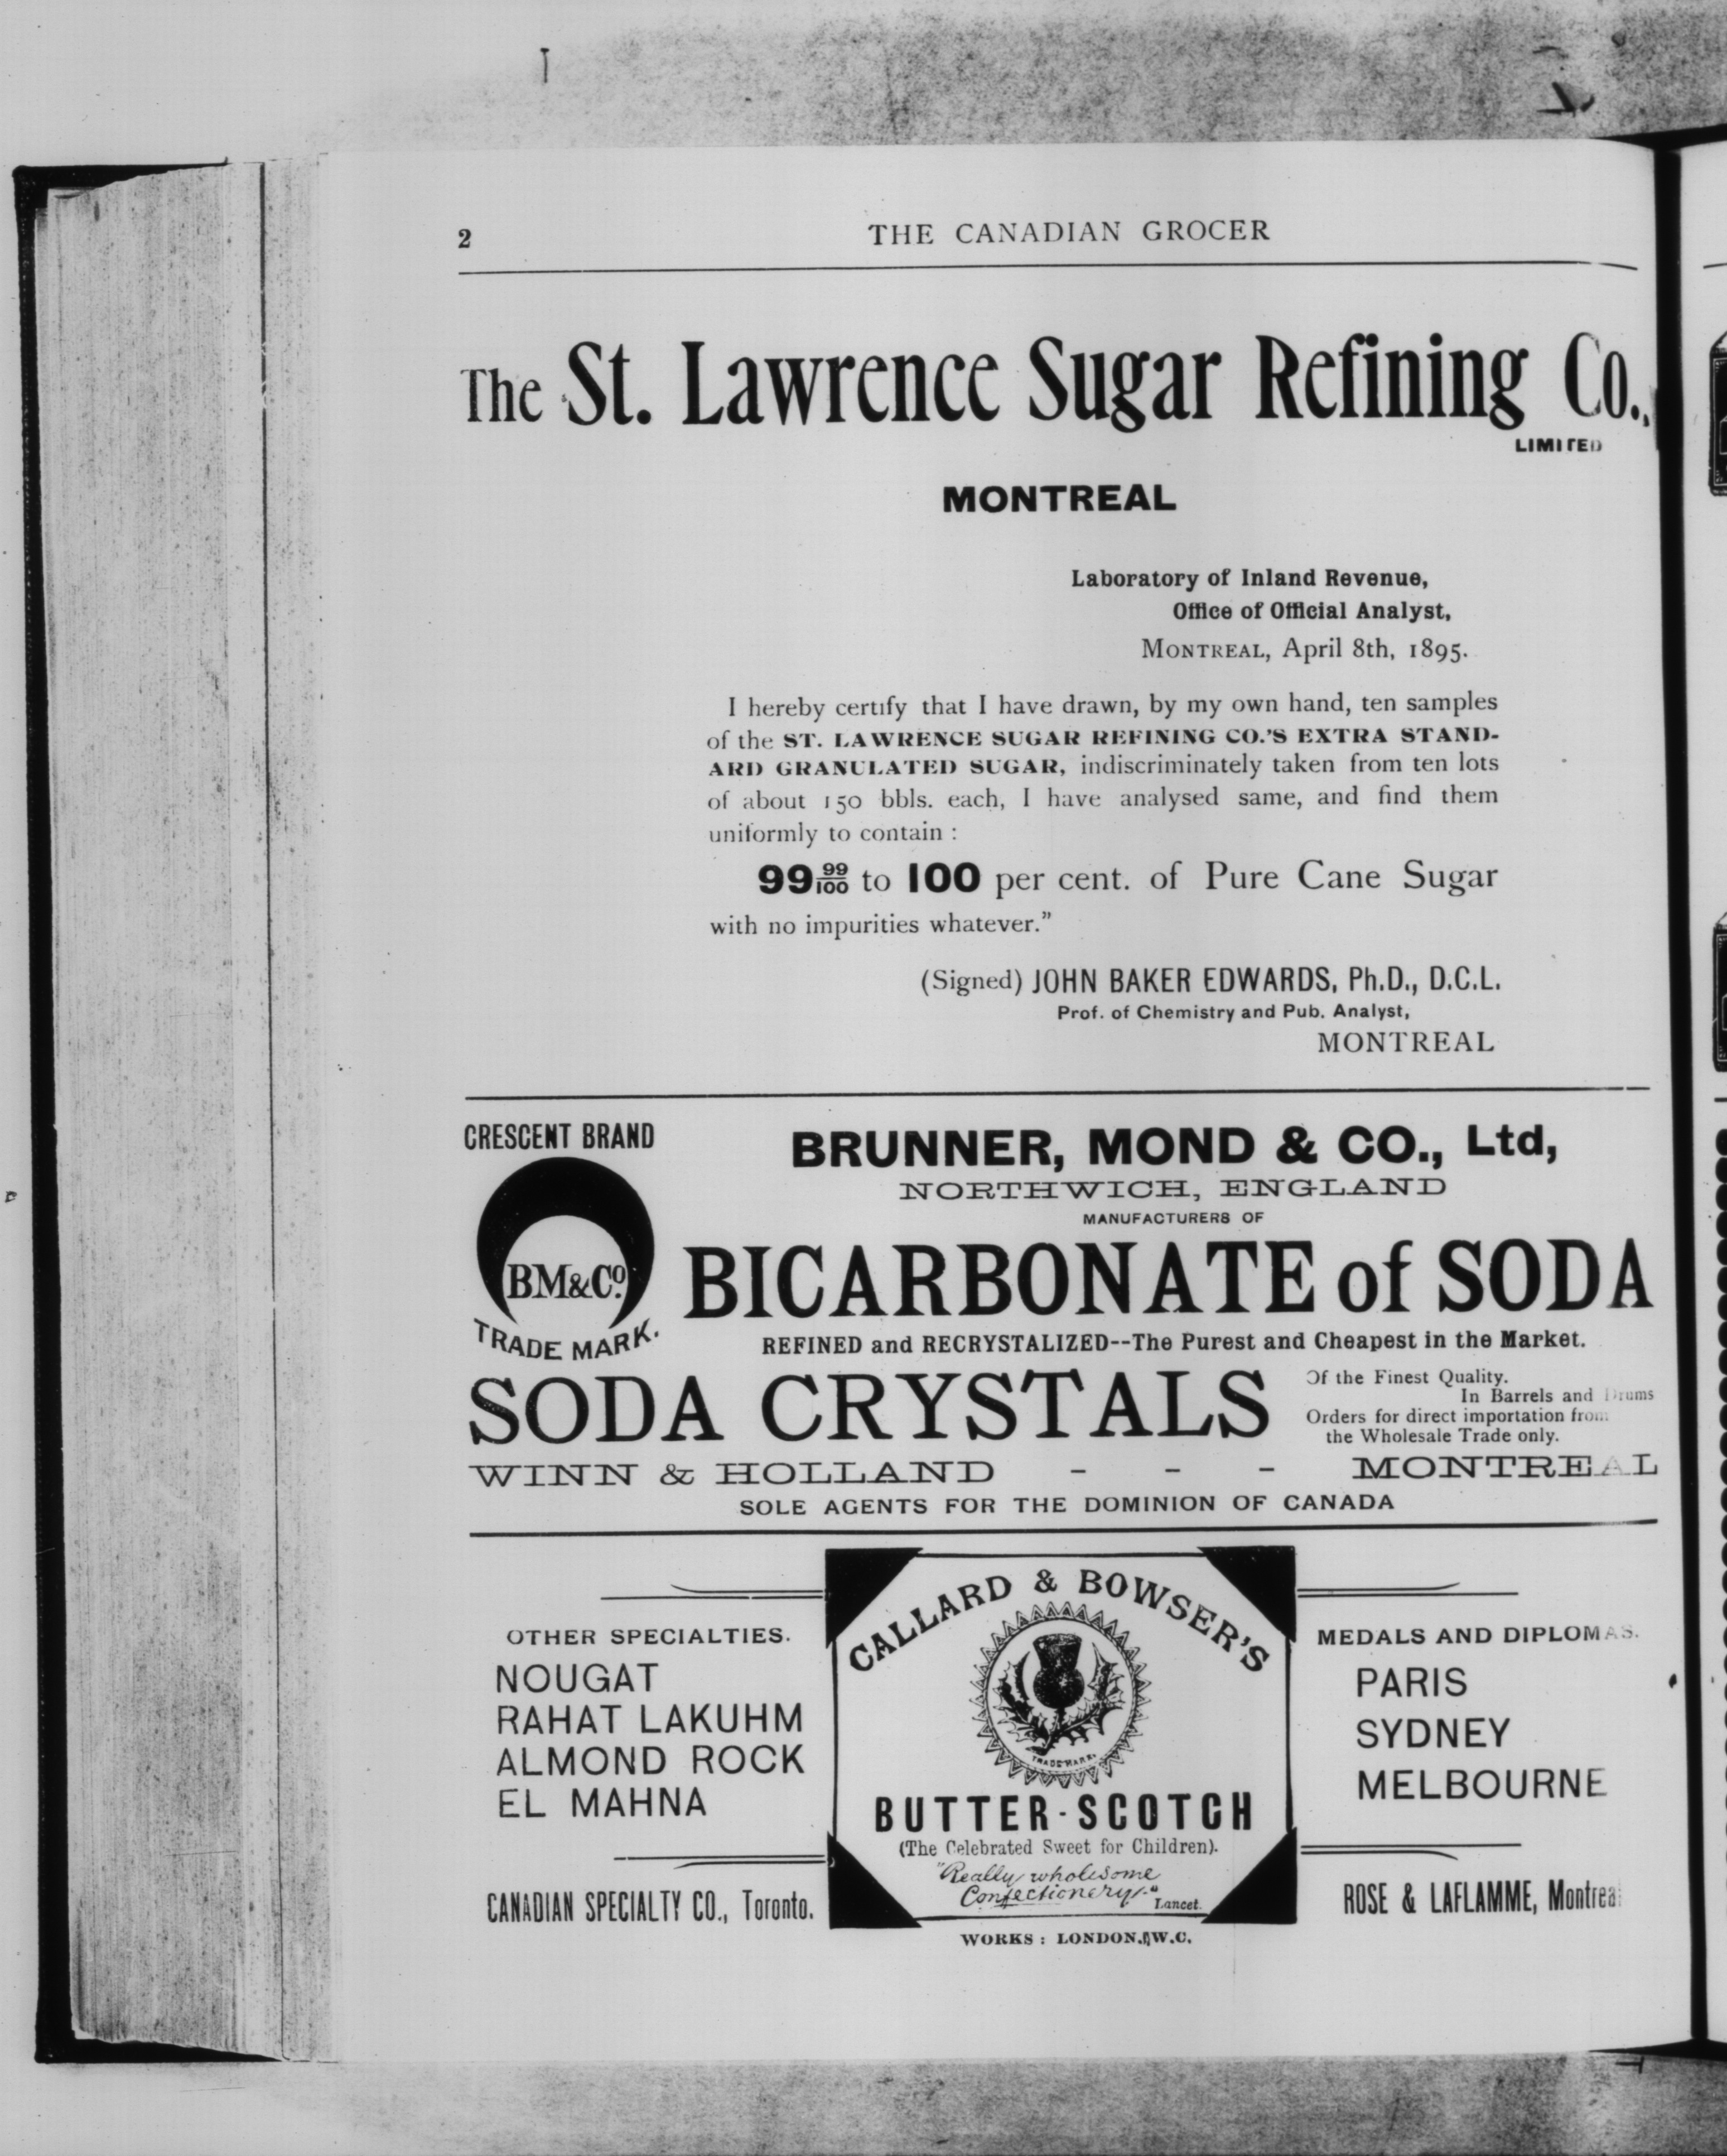 2
THE CANADIAN GROCER
The St. Lawrence Sugar Refining Co.,
LIMITED
MONTREAL
Laboratory of Inland Revenue,
Office of Official Analyst,
MONTREAL, April 8th, 1895.
I hereby certify that I have drawn, by my own hand, ten samples
of the ST. LAWRENCE SUGAR REFINING CO.'S EXTRA STAND-
ARD GRANULATED SUGAR, indiscriminately taken from ten lots
of about 150 bbls. each, I have analysed same, and find them
uniformly to contain :
99 99/100 to 100 per cent. of Pure Cane Sugar
with no impurities whatever."
(Signed) JOHN BAKER EDWARDS, Ph.D., D.C.L.
Prof. of Chemistry and Pub. Analyst,
MONTREAL
CRESCENT BRAND
BM&Co.
TRADE MARK.
BRUNNER, MOND & CO., Ltd,
NORTHWICH, ENGLAND
MANUFACTURERS OF
BICARBONATE of SODA
REFINED and RECRYSTALIZED--The Purest and Cheapest in the Market.
SODA CRYSTALS
Of the Finest Quality.
In Barrels and Drums
Orders for direct importation from
the Wholesale Trade only.
WINN & HOLLAND - - - MONTREAL
SOLE AGENTS FOR THE DOMINION OF CANADA
OTHER SPECIALTIES.
NOUGAT
RAHAT LAKUHM
ALMOND ROCK
EL MAHNA
CANADIAN SPECIALTY CO., Toronto.
CALLARD & BOWSER'S
TRADE MARK.
BUTTER-SCOTCH
(The Celebrated Sweet for Children).
"Really wholesome
Confectionery."
Lancet.
WORKS : LONDON, W.C.
MEDALS AND DIPLOMAS.
PARIS
SYDNEY
MELBOURNE
ROSE & LAFLAMME, Montreal